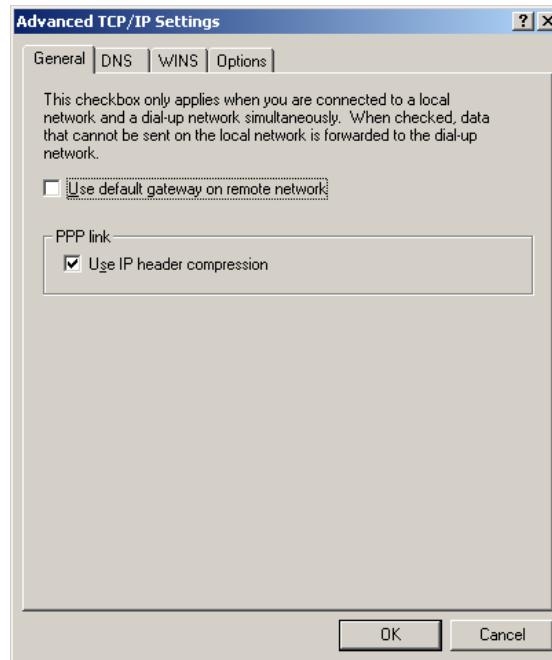 Advanced TCP/IP Settings
General DNS WINS Options
This checkbox only applies when you are connected to a local
network and a dial-up network simultaneously. When checked, data
that cannot be sent on the local network is forwarded to the dial-up
network.
Use default gateway on remote network
PPP link
Use IP header compression
OK Cancel